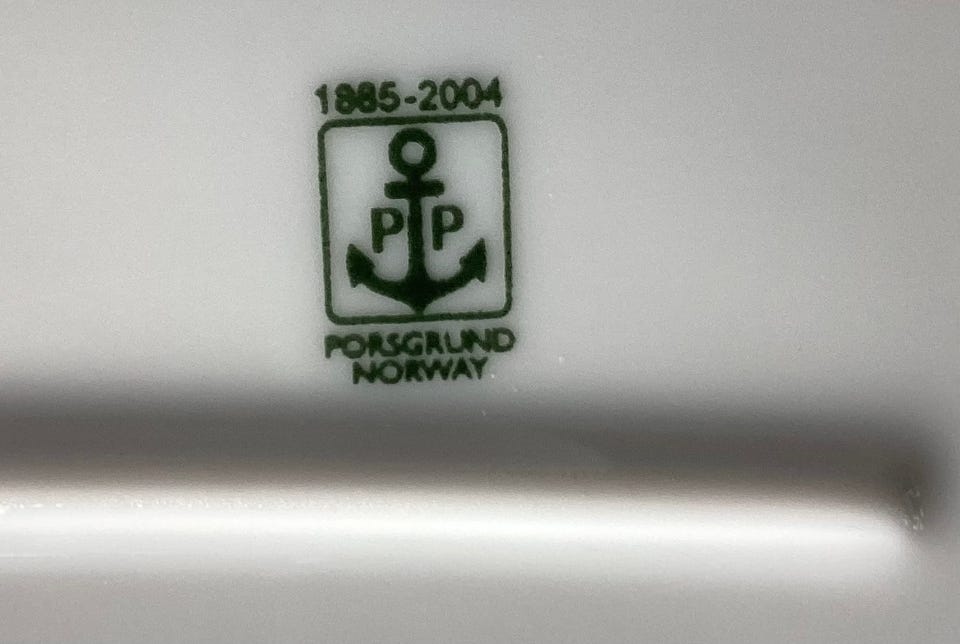 1885-2004
P P
PORSGRUND
NORWAY